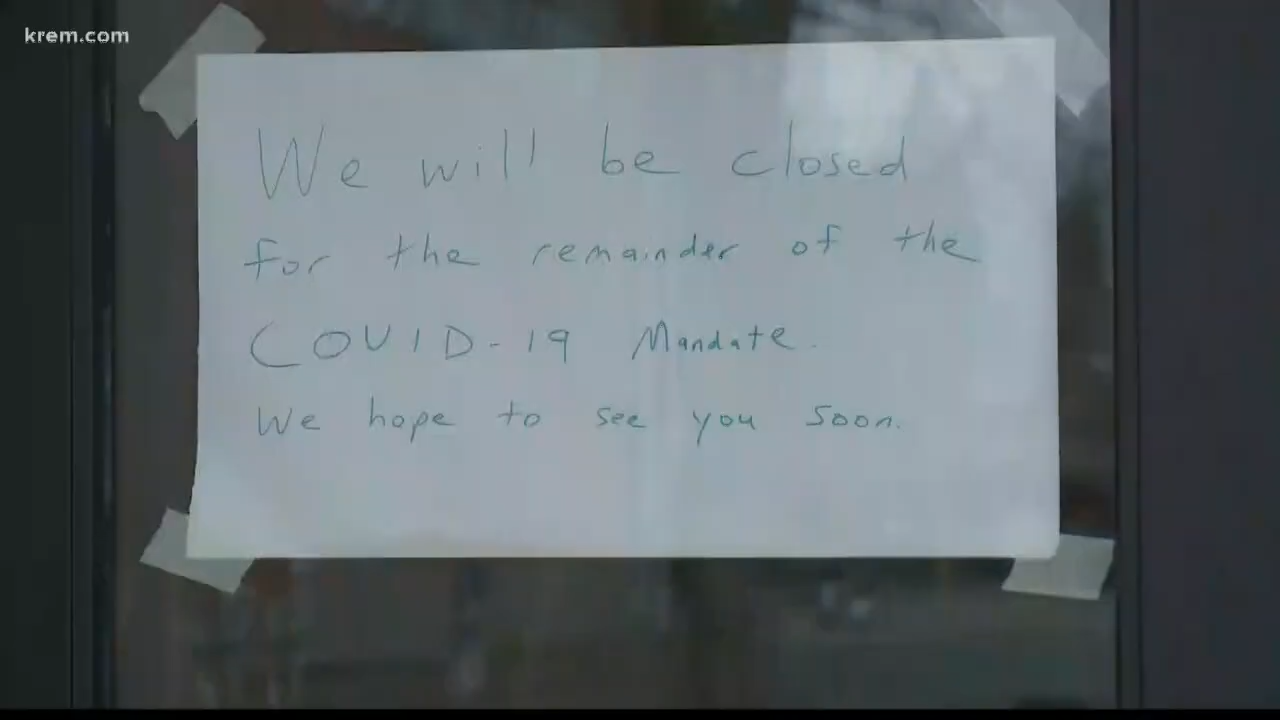 krem.com
We will be closed
for the remainder of the
COVID-19 Mandate.
We hope to see you soon.